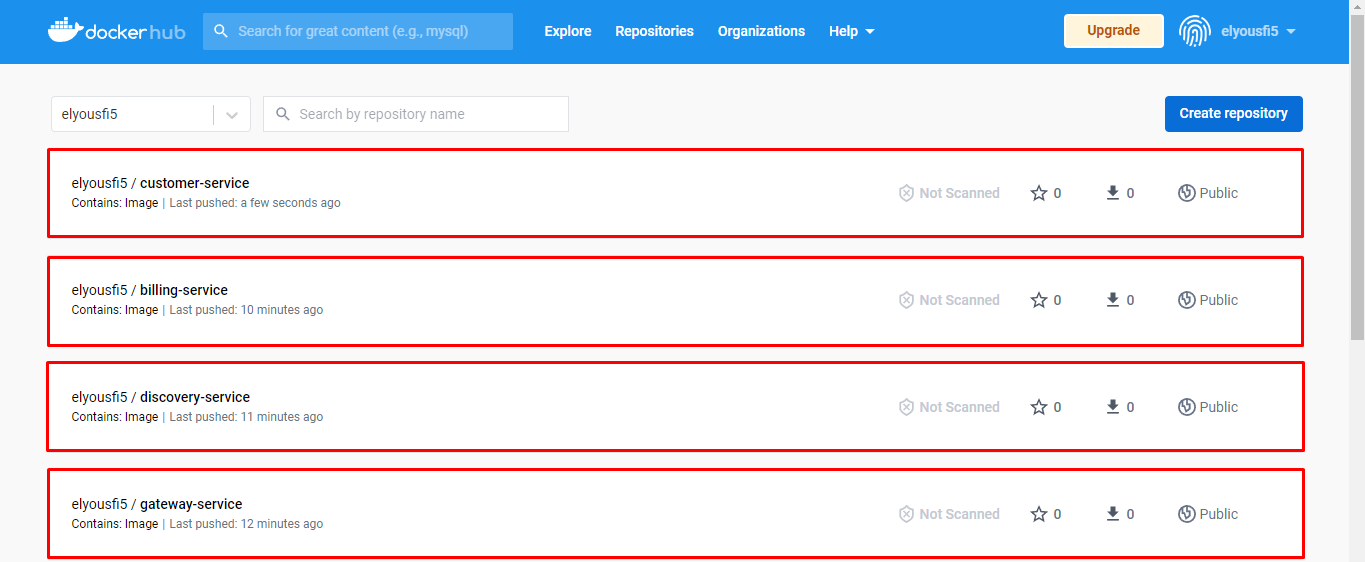 docker hub Search for great content (e.g., mysql) Explore Repositories Organizations Help Upgrade elyousfi5
elyousfi5 Search by repository name Create repository
elyousfi5 / customer-service
Contains: Image | Last pushed: a few seconds ago Not Scanned 0 0 Public
elyousfi5 / billing-service
Contains: Image | Last pushed: 10 minutes ago Not Scanned 0 0 Public
elyousfi5 / discovery-service
Contains: Image | Last pushed: 11 minutes ago Not Scanned 0 0 Public
elyousfi5 / gateway-service
Contains: Image | Last pushed: 12 minutes ago Not Scanned 0 0 Public